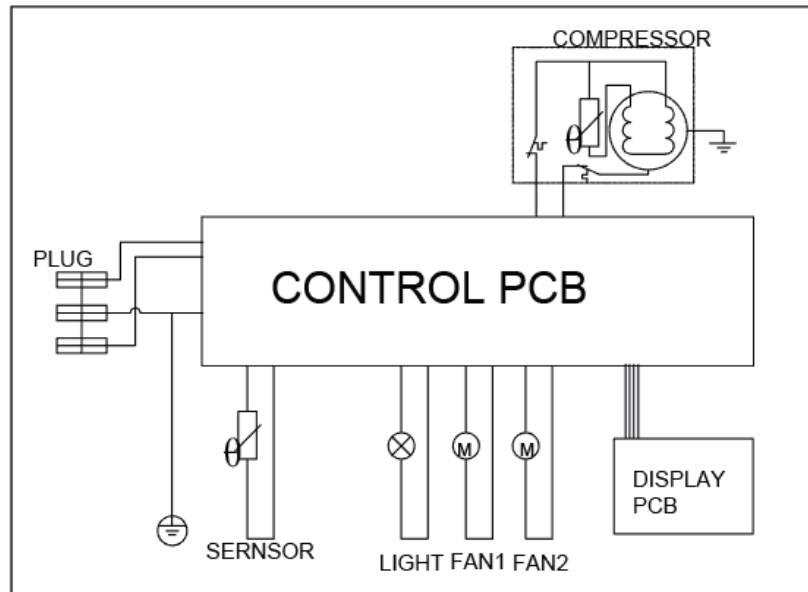 COMPRESSOR
PLUG
CONTROL PCB
M
M
DISPLAY
PCB
SERNSOR
LIGHT FAN1 FAN2